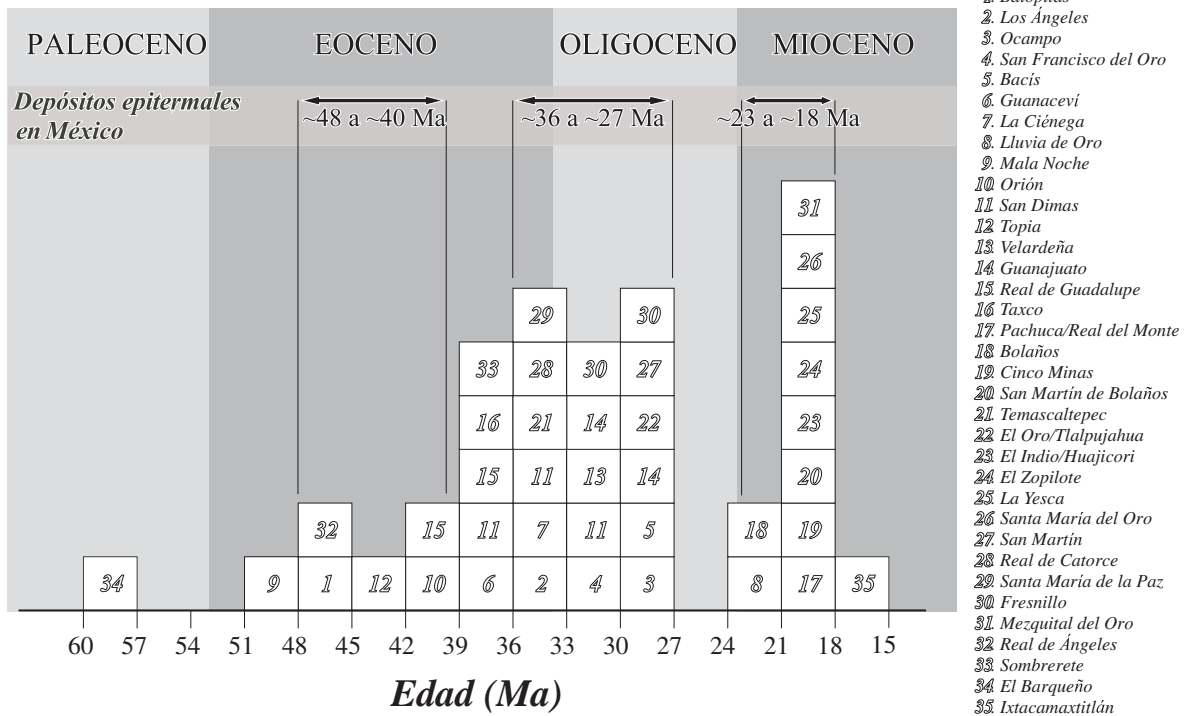 PALEOCENO EOCENO OLIGOCENO MIOCENO
Depósitos epitermales
en México
~48 a ~40 Ma ~36 a ~27 Ma ~23 a ~18 Ma
31
26
29 30 25
33 28 30 27 24
16 21 14 22 23
15 11 13 14 20
32 15 11 7 11 5 18 19
34 9 1 12 10 6 2 4 3 8 17 35
60 57 54 51 48 45 42 39 36 33 30 27 24 21 18 15
Edad (Ma)
2. Los Ángeles
3. Ocampo
4. San Francisco del Oro
5. Bacís
6. Guanaceví
7. La Ciénega
8. Lluvia de Oro
9. Mala Noche
10. Orión
11. San Dimas
12. Topia
13. Velardeña
14. Guanajuato
15. Real de Guadalupe
16. Taxco
17. Pachuca/Real del Monte
18. Bolaños
19. Cinco Minas
20. San Martín de Bolaños
21. Temascaltepec
22. El Oro/Tlalpujahua
23. El Indio/Huajicori
24. El Zopilote
25. La Yesca
26. Santa María del Oro
27. San Martín
28. Real de Catorce
29. Santa María de la Paz
30. Fresnillo
31. Mezquital del Oro
32. Real de Ángeles
33. Sombrerete
34. El Barqueño
35. Ixtacamaxtitlán